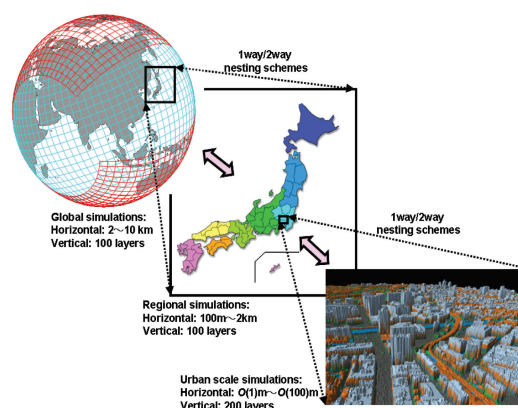 1way/2way
nesting schemes
Global simulations:
Horizontal: 2～10 km
Vertical: 100 layers
1way/2way
nesting schemes
Regional simulations:
Horizontal: 100m～2km
Vertical: 100 layers
Urban scale simulations:
Horizontal: O(1)m～O(100)m
Vertical: 200 layers